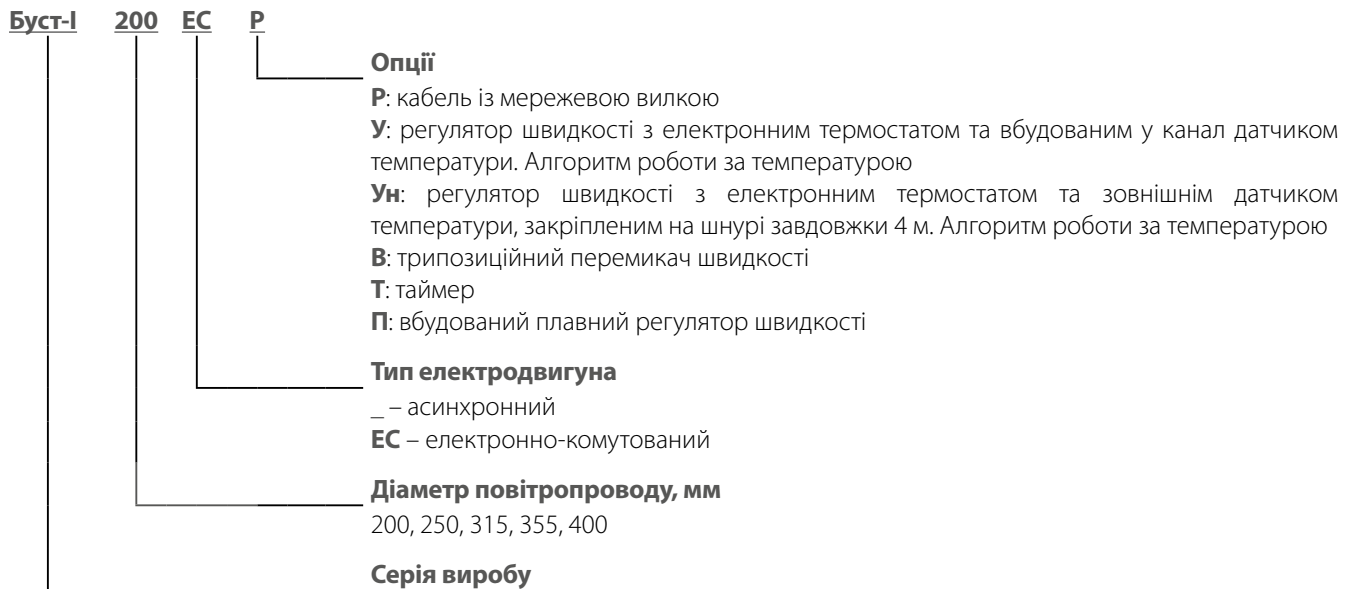 Буст-І 200 ЕС Р
Опції
Р: кабель із мережевою вилкою
У: регулятор швидкості з електронним термостатом та вбудованим у канал датчиком
температури. Алгоритм роботи за температурою
Ун: регулятор швидкості з електронним термостатом та зовнішнім датчиком
температури, закріпленим на шнурі завдовжки 4 м. Алгоритм роботи за температурою
В: трипозиційний перемикач швидкості
Т: таймер
П: вбудований плавний регулятор швидкості
Тип електродвигуна
_ – асинхронний
ЕС – електронно-комутований
Діаметр повітропроводу, мм
200, 250, 315, 355, 400
Серія виробу